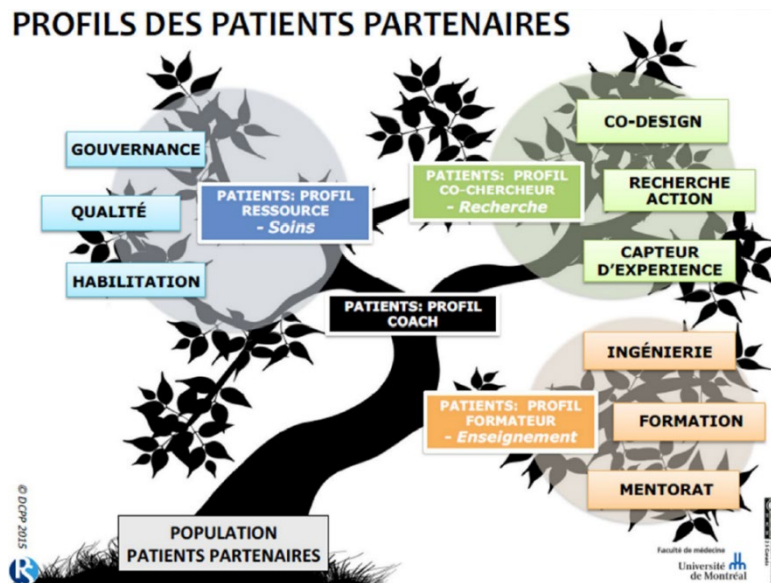 PROFILS DES PATIENTS PARTENAIRES
GOUVERNANCE
QUALITÉ
HABILITATION
PATIENTS: PROFIL
RESSOURCE
- Soins
PATIENTS: PROFIL
CO-CHERCHEUR
- Recherche
CO-DESIGN
RECHERCHE
ACTION
CAPTEUR
D'EXPERIENCE
PATIENTS: PROFIL
COACH
PATIENTS: PROFIL
FORMATEUR
- Enseignement
INGÉNIERIE
FORMATION
MENTORAT
POPULATION
PATIENTS PARTENAIRES
© DCPP 2015
Faculté de médecine
Université
de Montréal